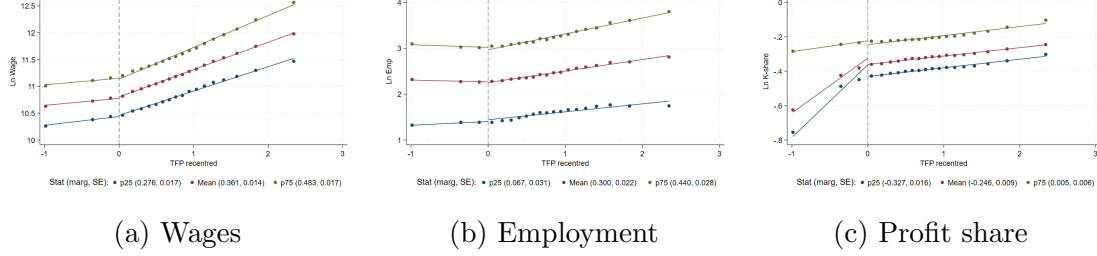 12.5
12
11.5
11
10.5
10
Ln Wage
-1 0 1 2 3
TFP recentred
Stat (marg, SE): p25 (0.276, 0.017) Mean (0.361, 0.014) p75 (0.483, 0.017)
(a) Wages
4
3
2
1
Ln Emp
-1 0 1 2 3
TFP recentred
Stat (marg, SE): p25 (0.067, 0.031) Mean (0.300, 0.022) p75 (0.440, 0.028)
(b) Employment
0
-.2
-.4
-.6
-.8
Ln K-share
-1 0 1 2 3
TFP recentred
Stat (marg, SE): p25 (-0.327, 0.016) Mean (-0.246, 0.009) p75 (0.005, 0.006)
(c) Profit share